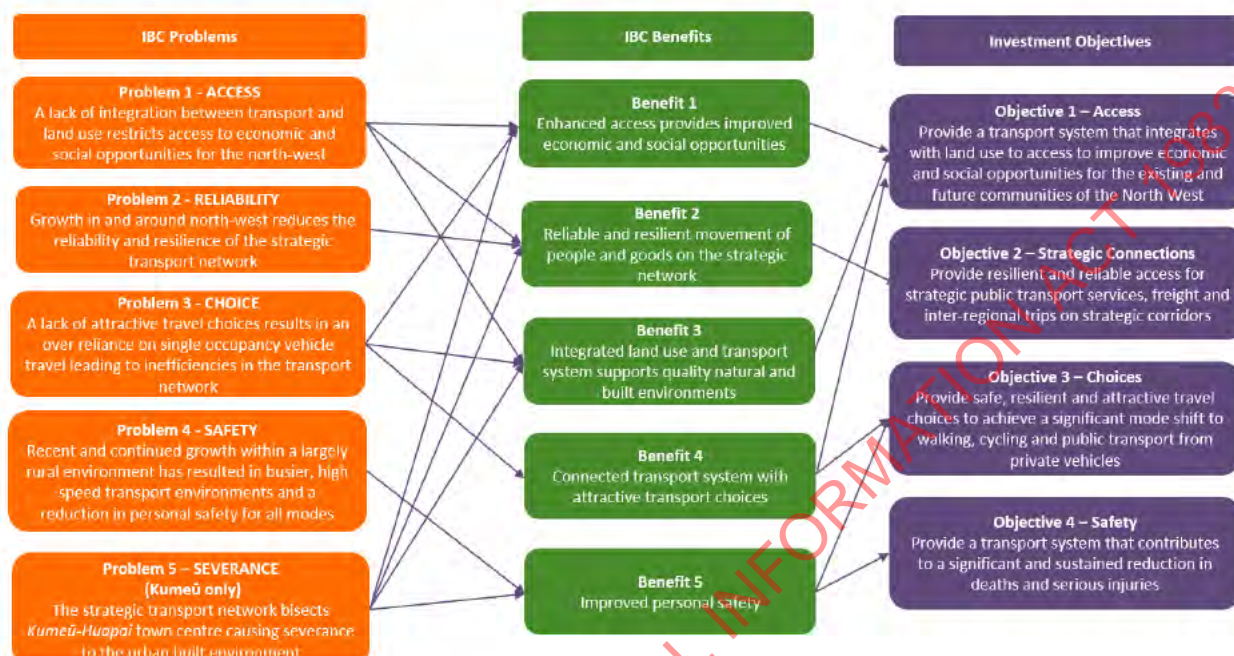 IBC Problems
Problem 1 - ACCESS
A lack of integration between transport and
land use restricts access to economic and
social opportunities for the north-west
Problem 2 - RELIABILITY
Growth in and around north-west reduces the
reliability and resilience of the strategic
transport network
Problem 3 - CHOICE
A lack of attractive travel choices results in an
over reliance on single occupancy vehicle
travel leading to inefficiencies in the transport
network
Problem 4 - SAFETY
Recent and continued growth within a largely
rural environment has resulted in busier, high
speed transport environments and a
reduction in personal safety for all modes
Problem 5 – SEVERANCE
(Kumeū only)
The strategic transport network bisects
Kumeū-Huapai town centre causing severance
to the urban built environment
IBC Benefits
Benefit 1
Enhanced access provides improved
economic and social opportunities
Benefit 2
Reliable and resilient movement of
people and goods on the strategic
network
Benefit 3
Integrated land use and transport
system supports quality natural and
built environments
Benefit 4
Connected transport system with
attractive transport choices
Benefit 5
Improved personal safety
Investment Objectives
Objective 1 – Access
Provide a transport system that integrates
with land use to access to improve economic
and social opportunities for the existing and
future communities of the North West
Objective 2 – Strategic Connections
Provide resilient and reliable access for
strategic public transport services, freight and
inter-regional trips on strategic corridors
Objective 3 – Choices
Provide safe, resilient and attractive travel
choices to achieve a significant mode shift to
walking, cycling and public transport from
private vehicles
Objective 4 – Safety
Provide a transport system that contributes
to a significant and sustained reduction in
deaths and serious injuries
INFORMATION ACT 1982